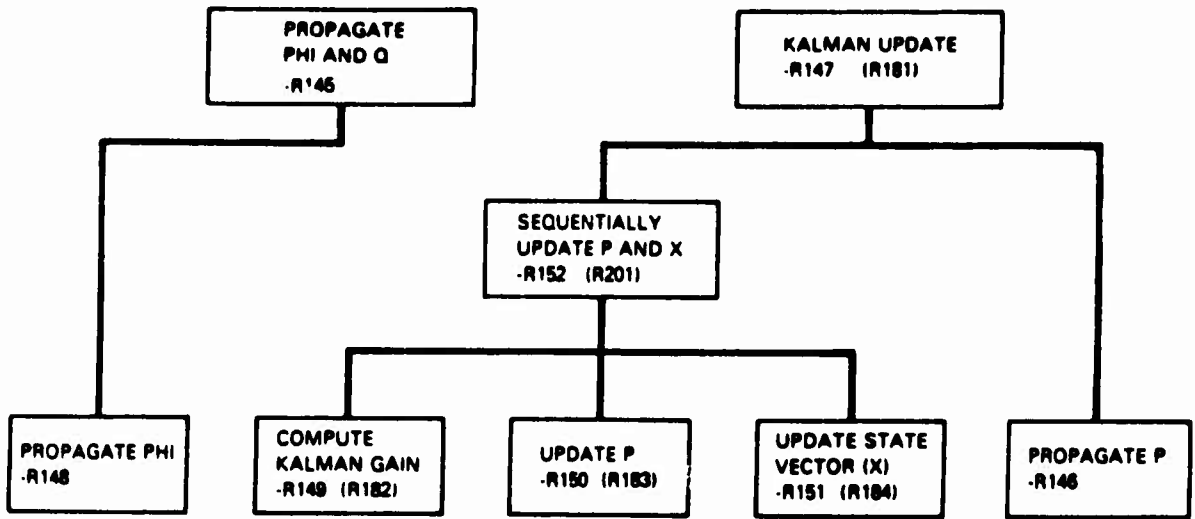 PROPAGATE
PHI AND Q
-R145
KALMAN UPDATE
-R147 (R181)
SEQUENTIALLY
UPDATE P AND X
-R152 (R201)
PROPAGATE PHI
-R148
COMPUTE
KALMAN GAIN
-R149 (R182)
UPDATE P
-R150 (R183)
UPDATE STATE
VECTOR (X)
-R151 (R184)
PROPAGATE P
-R146